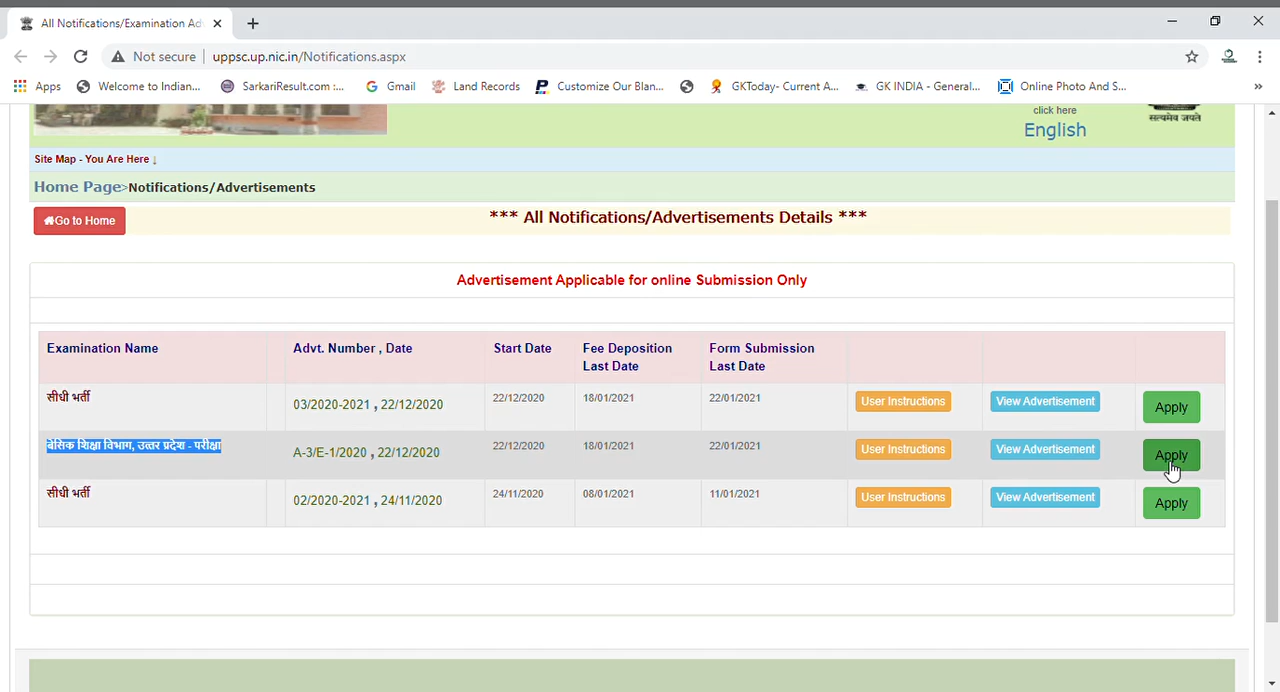 All Notifications/Examination Adv
Not secure
uppsc.up.nic.in/Notifications.aspx
Apps
Welcome to Indian...
SarkariResult.com :...
Gmail
Land Records
Customize Our Blan...
GKToday- Current A...
GK INDIA - General...
Online Photo And S...
»
click here
English
सत्यमेव जयते
Site Map - You Are Here ↓
Home Page>Notifications/Advertisements
Go to Home
*** All Notifications/Advertisements Details ***
Advertisement Applicable for online Submission Only
Examination Name Advt. Number , Date Start Date Fee Deposition Last Date Form Submission Last Date
सीधी भर्ती 03/2020-2021 , 22/12/2020 22/12/2020 18/01/2021 22/01/2021 User Instructions View Advertisement Apply
बेसिक शिक्षा विभाग, उत्तर प्रदेश - परीक्षा A-3/E-1/2020 , 22/12/2020 22/12/2020 18/01/2021 22/01/2021 User Instructions View Advertisement Apply
सीधी भर्ती 02/2020-2021 , 24/11/2020 24/11/2020 08/01/2021 11/01/2021 User Instructions View Advertisement Apply